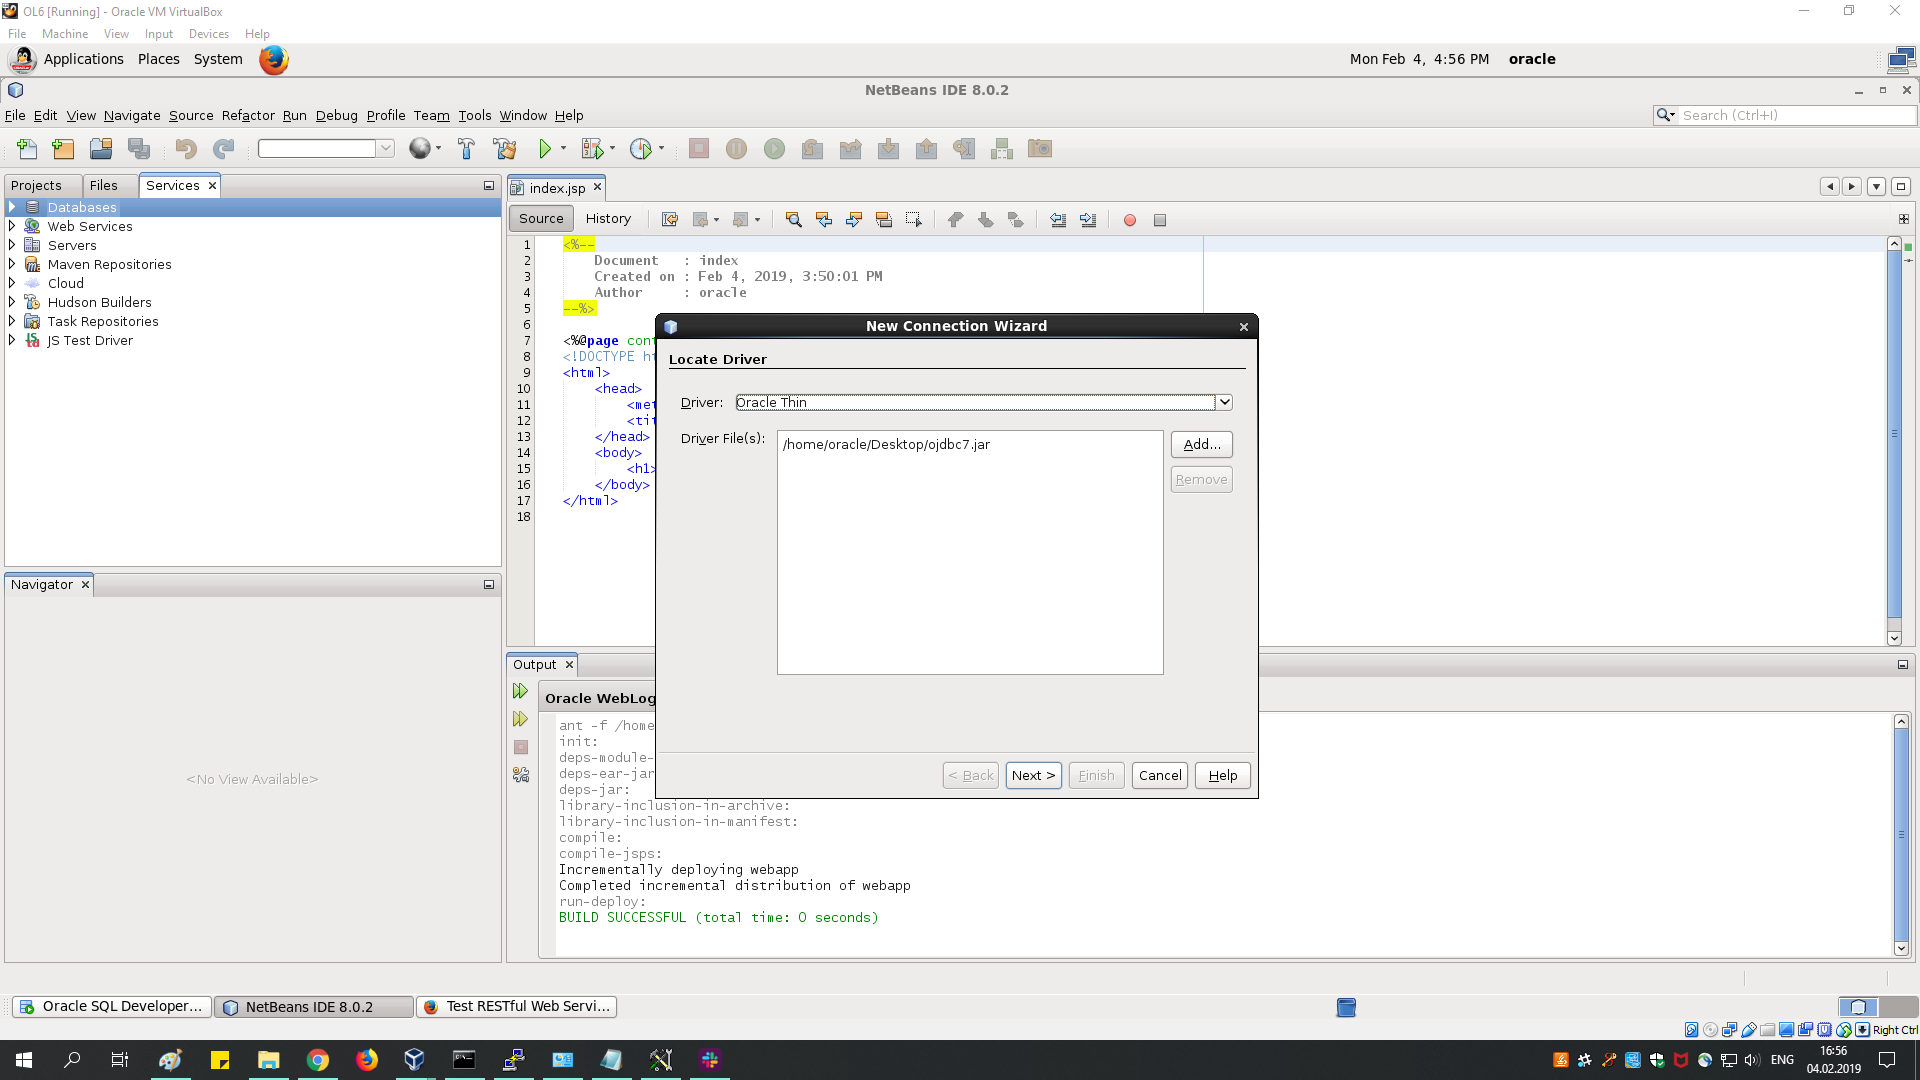 OL6 [Running] - Oracle VM VirtualBox
File Machine View Input Devices Help
Applications Places System
Mon Feb 4, 4:56 PM oracle
NetBeans IDE 8.0.2
File Edit View Navigate Source Refactor Run Debug Profile Team Tools Window Help
Search (Ctrl+I)
Projects Files Services
Databases
Web Services
Servers
Maven Repositories
Cloud
Hudson Builders
Task Repositories
JS Test Driver
Navigator
<No View Available>
index.jsp
Source History
1 <%--
2 Document : index
3 Created on : Feb 4, 2019, 3:50:01 PM
4 Author : oracle
5 --%>
6
7 <%@page cont
8 <!DOCTYPE ht
9 <html>
10 <head>
11 <met
12 <tit
13 </head>
14 <body>
15 <h1>
16 </body>
17 </html>
18
New Connection Wizard
Locate Driver
Driver: Oracle Thin
Driver File(s): /home/oracle/Desktop/ojdbc7.jar
Add...
Remove
< Back Next > Finish Cancel Help
Output
Oracle WebLog
ant -f /home
init:
deps-module-
deps-ear-jar
deps-jar:
library-inclusion-in-archive:
library-inclusion-in-manifest:
compile:
compile-jsps:
Incrementally deploying webapp
Completed incremental distribution of webapp
run-deploy:
BUILD SUCCESSFUL (total time: 0 seconds)
Oracle SQL Developer... NetBeans IDE 8.0.2 Test RESTful Web Servi...
Right Ctrl
ENG
16:56
04.02.2019